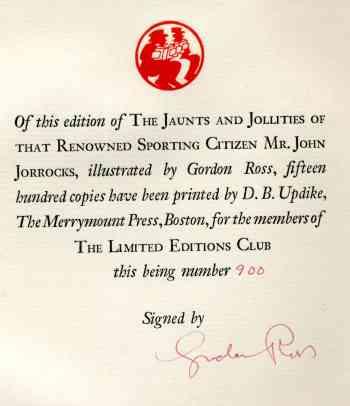 Of this edition of The Jaunts and Jollities of
that Renowned Sporting Citizen Mr. John
Jorrocks, illustrated by Gordon Ross, fifteen
hundred copies have been printed by D. B. Updike,
The Merrymount Press, Boston, for the members of
The Limited Editions Club
this being number 900
Signed by
Gordon Ross